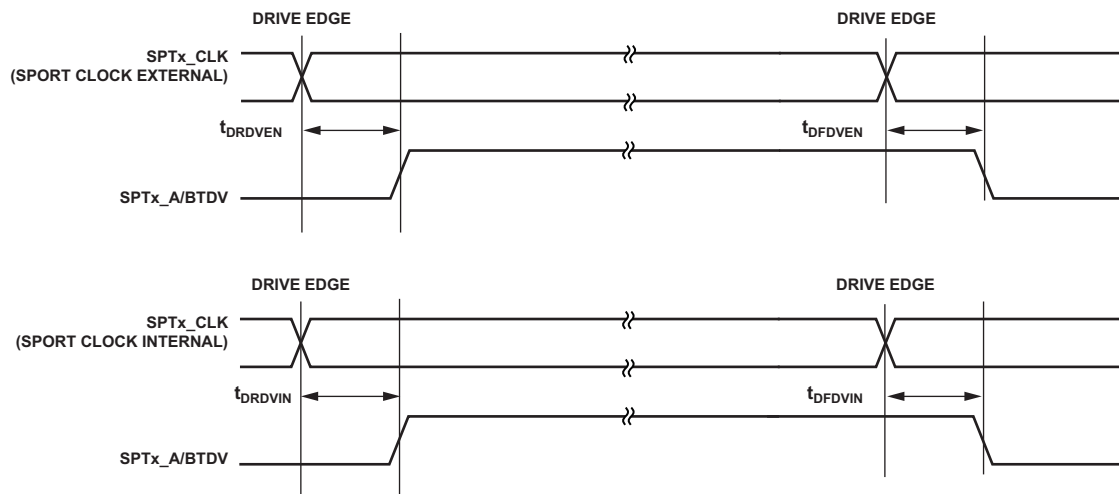 DRIVE EDGE DRIVE EDGE
SPTx_CLK
(SPORT CLOCK EXTERNAL)
tDRDVEN tDFDVEN
SPTx_A/BTDV
DRIVE EDGE DRIVE EDGE
SPTx_CLK
(SPORT CLOCK INTERNAL)
tDRDVIN tDFDVIN
SPTx_A/BTDV